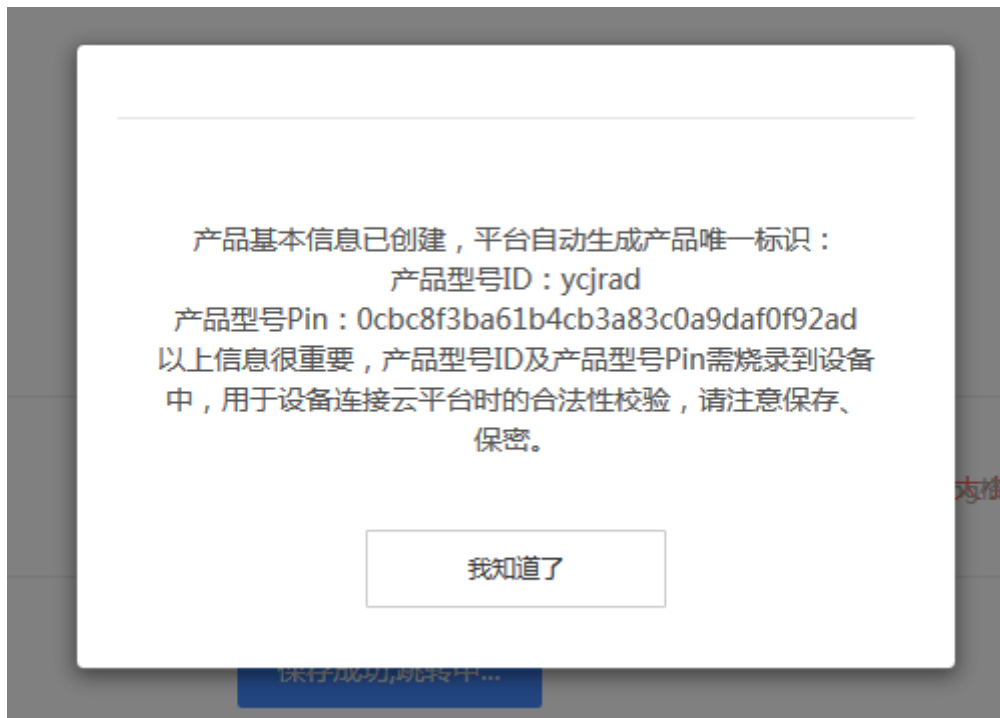 产品基本信息已创建，平台自动生成产品唯一标识：
产品型号ID：ycjrad
产品型号Pin：0cbc8f3ba61b4cb3a83c0a9daf0f92ad
以上信息很重要，产品型号ID及产品型号Pin需烧录到设备
中，用于设备连接云平台时的合法性校验，请注意保存、
保密。
我知道了
保存成功,跳转中...